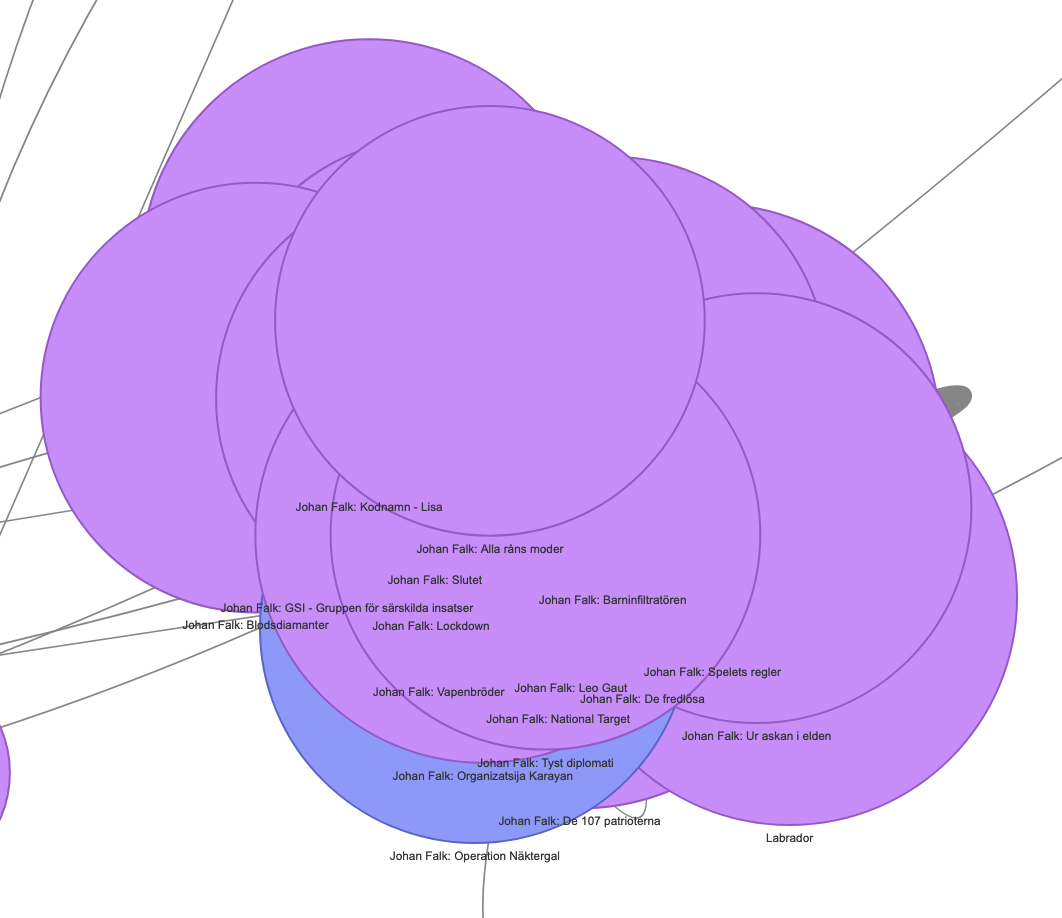 Johan Falk: Kodnamn - Lisa
Johan Falk: Alla råns moder
Johan Falk: Slutet
Johan Falk: Barninfiltratören
Johan Falk: GSI - Gruppen för särskilda insatser
Johan Falk: Blodsdiamanter
Johan Falk: Lockdown
Johan Falk: Spelets regler
Johan Falk: Vapenbröder
Johan Falk: Leo Gaut
Johan Falk: De fredlösa
Johan Falk: National Target
Johan Falk: Ur askan i elden
Johan Falk: Tyst diplomati
Johan Falk: Organizatsija Karayan
Johan Falk: De 107 patrioterna
Labrador
Johan Falk: Operation Näktergal